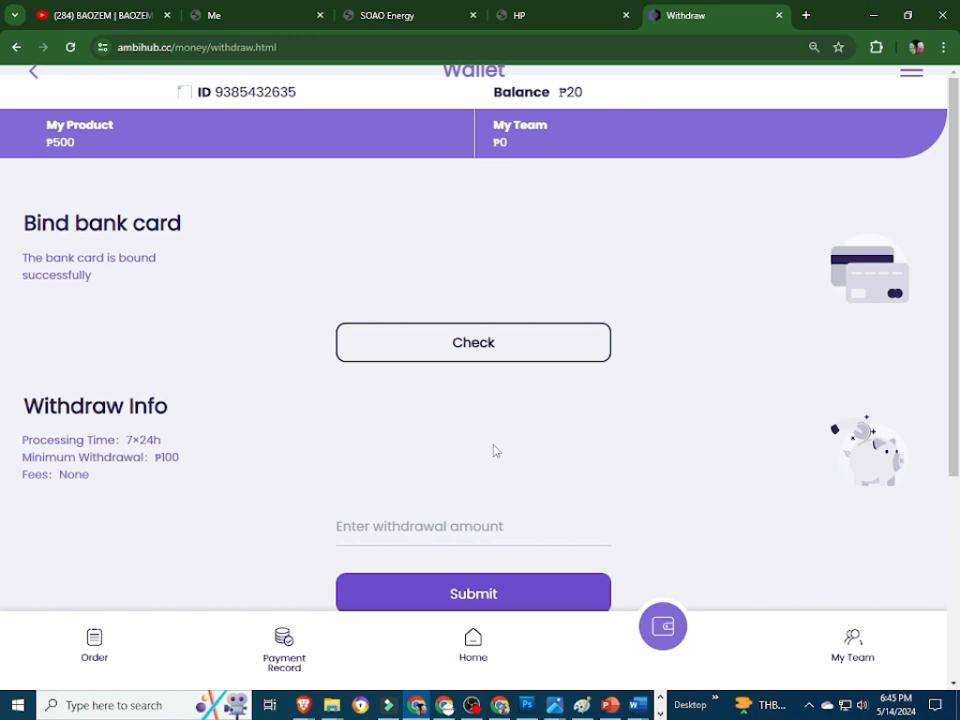 (284) BAOZEM | BAOZEM
Me
SOAO Energy
HP
Withdraw
ambihub.cc/money/withdraw.html
Wallet
ID 9385432635
Balance ₱20
My Product
₱500
My Team
₱0
Bind bank card
The bank card is bound
successfully
Check
Withdraw Info
Processing Time: 7×24h
Minimum Withdrawal: ₱100
Fees: None
Enter withdrawal amount
Submit
Order
Payment
Record
Home
My Team
Type here to search
Desktop
THB...
6:45 PM
5/14/2024